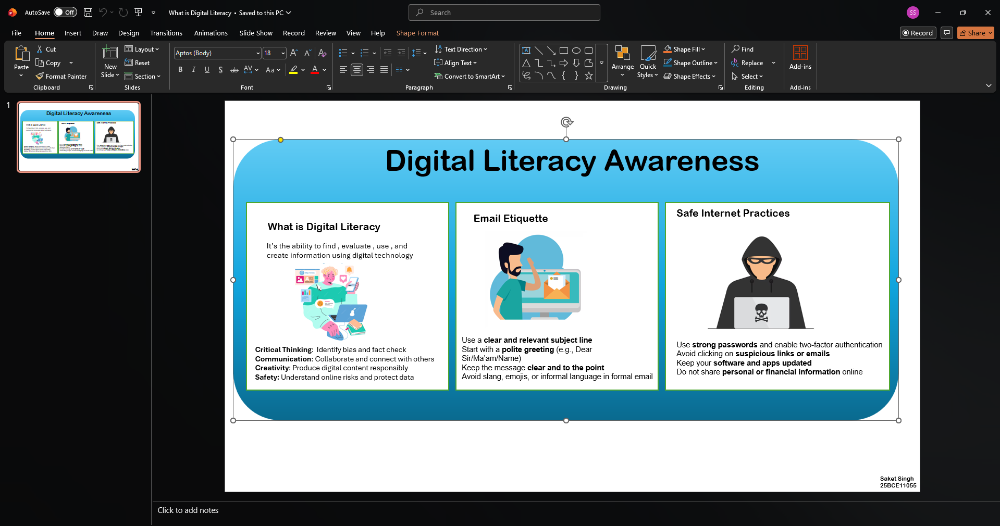 AutoSave Off What is Digital Literacy • Saved to this PC Search SS
File Home Insert Draw Design Transitions Animations Slide Show Record Review View Help Shape Format Record Share
Paste Cut Copy Format Painter Clipboard
New Slide Layout Reset Section Slides
Aptos (Body) 18 Font
Paragraph Text Direction Align Text Convert to SmartArt
Arrange Quick Styles Shape Fill Shape Outline Shape Effects Drawing
Find Replace Select Editing
Add-ins Add-ins
1
Digital Literacy Awareness
Digital Literacy Awareness
What is Digital Literacy
It’s the ability to find , evaluate , use , and
create information using digital technology
Critical Thinking:  Identify bias and fact check
Communication: Collaborate and connect with others
Creativity: Produce digital content responsibly
Safety: Understand online risks and protect data
Email Etiquette
Use a clear and relevant subject line
Start with a polite greeting (e.g., Dear
Sir/Ma’am/Name)
Keep the message clear and to the point
Avoid slang, emojis, or informal language in formal email
Safe Internet Practices
Use strong passwords and enable two-factor authentication
Avoid clicking on suspicious links or emails
Keep your software and apps updated
Do not share personal or financial information online
Saket Singh
25BCE11055
Click to add notes